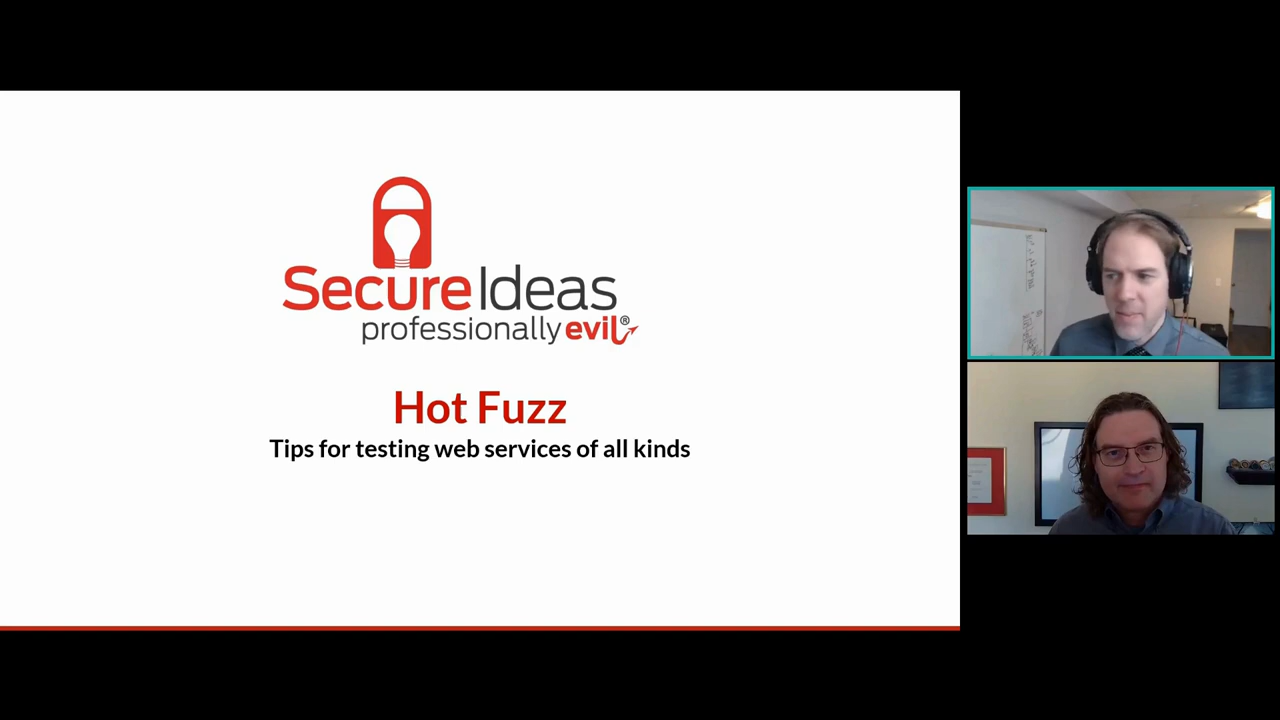 SecureIdeas
professionally evil®
Hot Fuzz
Tips for testing web services of all kinds